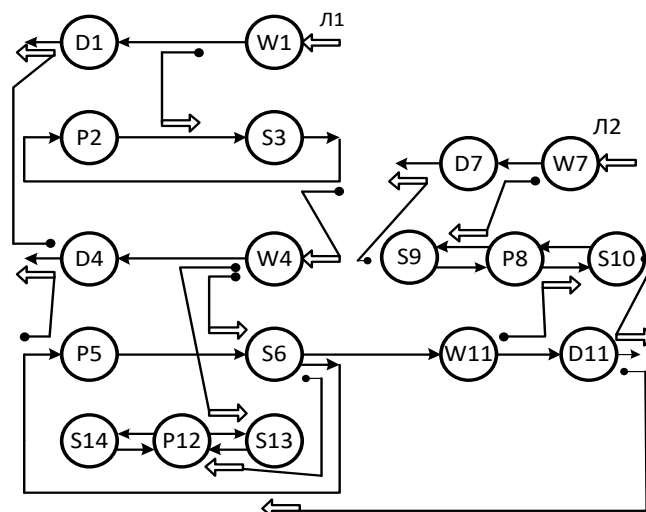 D1 W1 Л1
P2 S3
Л2
D7 W7
D4 W4 S9 P8 S10
P5 S6 W11 D11
S14 P12 S13